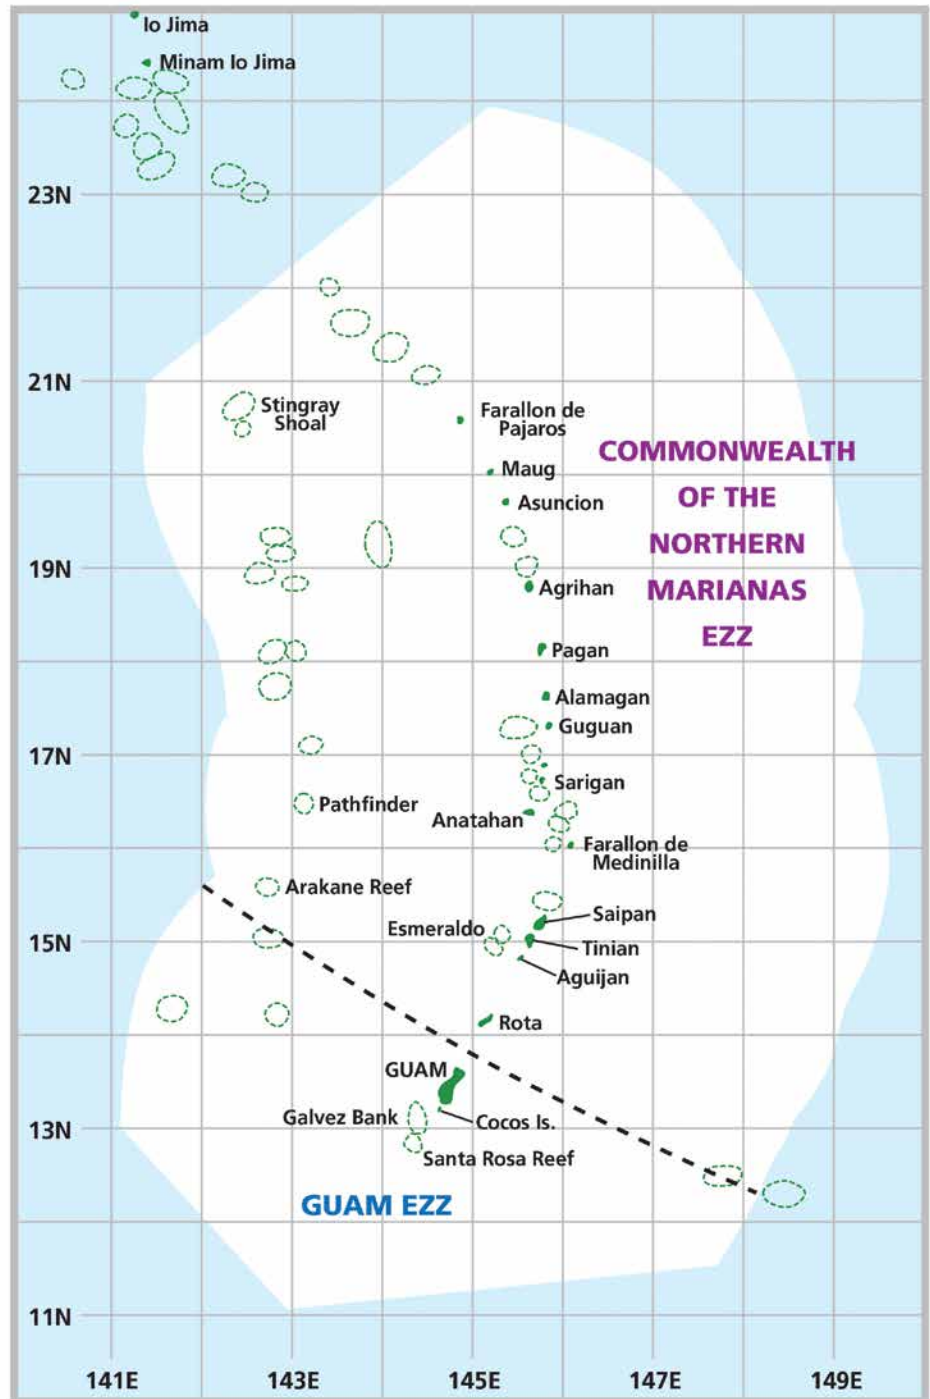 Io Jima
Minam Io Jima
23N
21N
Stingray
Shoal
Farallon de
Pajaros
COMMONWEALTH
OF THE
NORTHERN
MARIANAS
EZZ
Maug
Asuncion
19N
Agrihan
Pagan
Alamagan
Guguan
17N
Sarigan
Pathfinder
Anatahan
Farallon de
Medinilla
Arakane Reef
Saipan
Esmeraldo
15N
Tinian
Aguijan
Rota
GUAM
Galvez Bank
Cocos Is.
13N
Santa Rosa Reef
GUAM EZZ
11N
141E
143E
145E
147E
149E